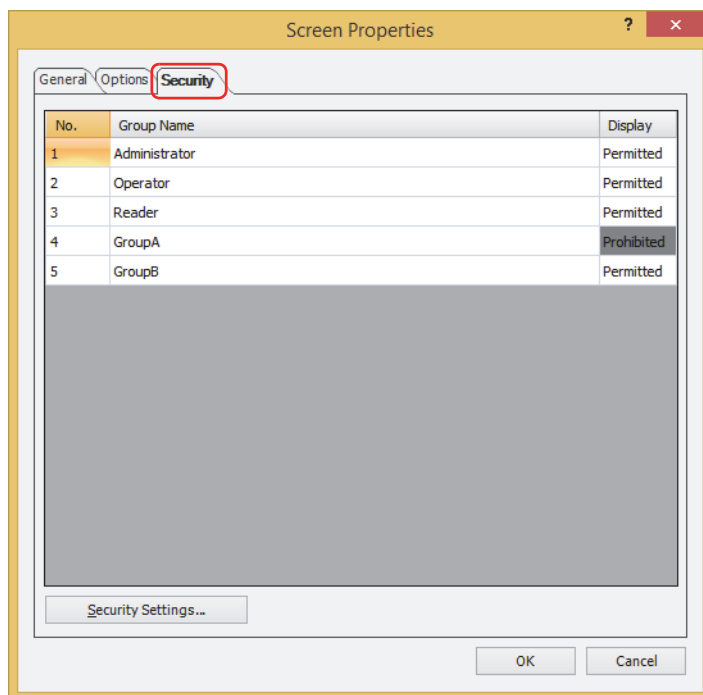 Screen Properties ? ×
General Options Security
No. Group Name Display
1 Administrator Permitted
2 Operator Permitted
3 Reader Permitted
4 GroupA Prohibited
5 GroupB Permitted
Security Settings...
OK Cancel